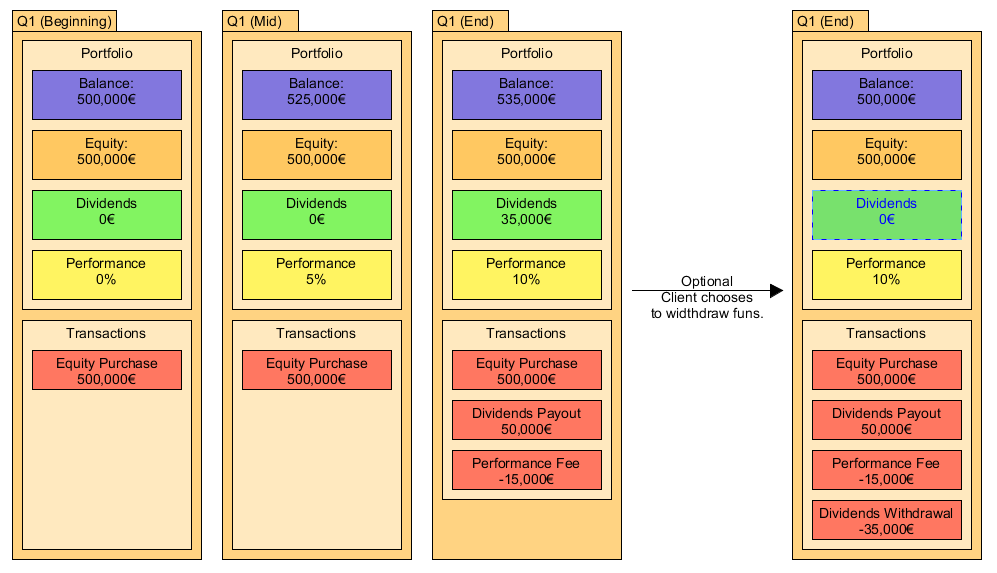 Q1 (Beginning)
Portfolio
Balance:
500,000€
Equity:
500,000€
Dividends
0€
Performance
0%
Transactions
Equity Purchase
500,000€
Q1 (Mid)
Portfolio
Balance:
525,000€
Equity:
500,000€
Dividends
0€
Performance
5%
Transactions
Equity Purchase
500,000€
Q1 (End)
Portfolio
Balance:
535,000€
Equity:
500,000€
Dividends
35,000€
Performance
10%
Transactions
Equity Purchase
500,000€
Dividends Payout
50,000€
Performance Fee
-15,000€
Optional
Client chooses
to widthdraw funs.
Q1 (End)
Portfolio
Balance:
500,000€
Equity:
500,000€
Dividends
0€
Performance
10%
Transactions
Equity Purchase
500,000€
Dividends Payout
50,000€
Performance Fee
-15,000€
Dividends Withdrawal
-35,000€